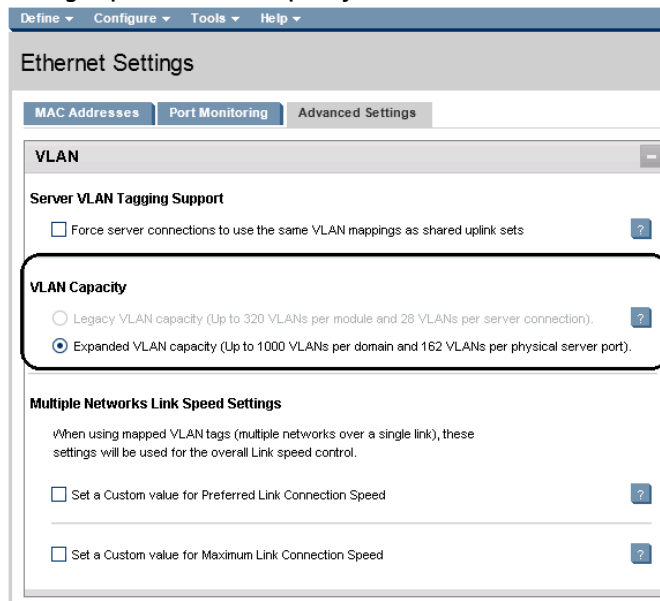 Define Configure Tools Help
Ethernet Settings
MAC Addresses Port Monitoring Advanced Settings
VLAN
Server VLAN Tagging Support
Force server connections to use the same VLAN mappings as shared uplink sets ?
VLAN Capacity
Legacy VLAN capacity (Up to 320 VLANs per module and 28 VLANs per server connection). ?
Expanded VLAN capacity (Up to 1000 VLANs per domain and 162 VLANs per physical server port).
Multiple Networks Link Speed Settings
When using mapped VLAN tags (multiple networks over a single link), these
settings will be used for the overall Link speed control.
Set a Custom value for Preferred Link Connection Speed ?
Set a Custom value for Maximum Link Connection Speed ?